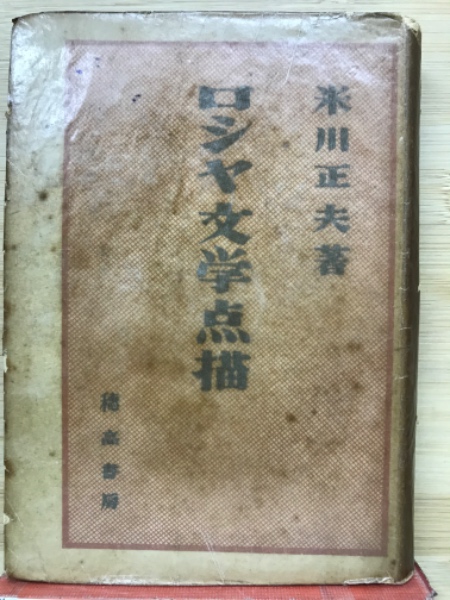 米川正夫著
ロシヤ文学点描
穂高書房